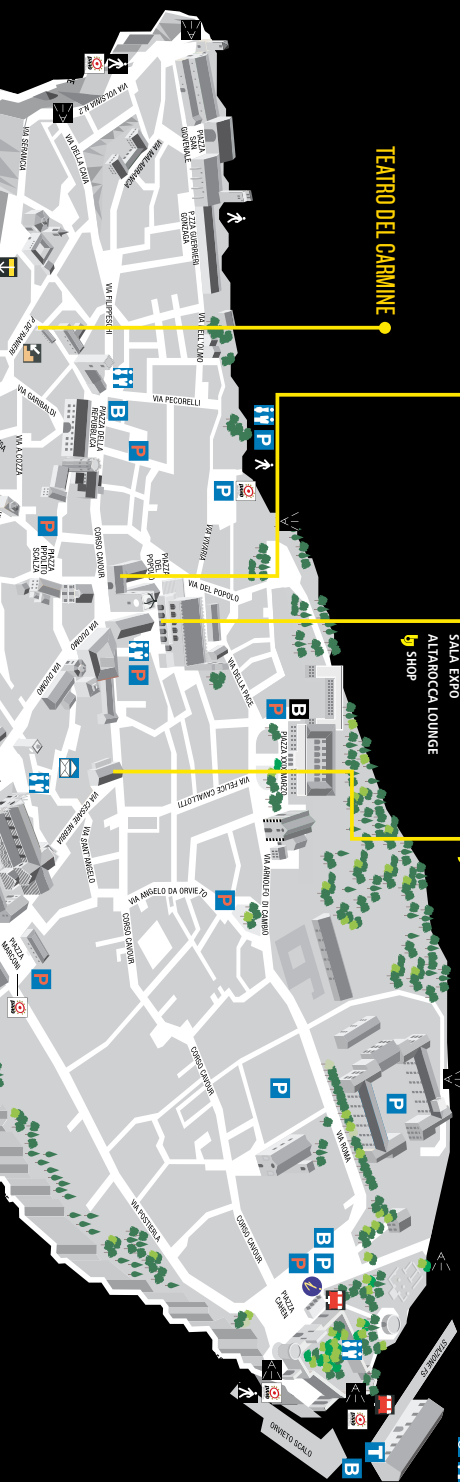 VIA VOLSINIA N.2
VIA SERANCIA
VIA DELLA CAVA
VIA MALABRANCA
PIAZZA
SAN
GIOVENALE
P.ZZA GUERRIERI
GONZAGA
TEATRO DEL CARMINE
VIA FILIPPESCHI
P. DE RANIERI
VIA GARIBALDI
VIA A.COZZA
VIA PECORELLI
B
PIAZZA DELLA
REPUBBLICA
P
P
P
P
PIAZZA
IPPOLITO
SCALZA
CORSO CAVOUR
PIAZZA
DEL
POPOLO
VIA VIVARIA
VIA DEL POPOLO
SALA EXPO
ALTAROCCA LOUNGE
SHOP
VIA DUOMO
VIA DUOMO
P
VIA DELLA PACE
P
B
PIAZZA XXIX MARZO
VIA FELICE CAVALLOTTI
VIA CESARE NEBBIA
VIA SANT'ANGELO
VIA ARNOLFO DI CAMBIO
VIA ANGELO DA ORVIETO
P
CORSO CAVOUR
PIAZZA
MARCONI
P
CORSO CAVOUR
P
P
VIA ROMA
VIA POSTIERLA
CORSO CAVOUR
B
P
P
i
PIAZZA
CAHEN
STAZIONE FS
ORVIETO SCALO
T
B